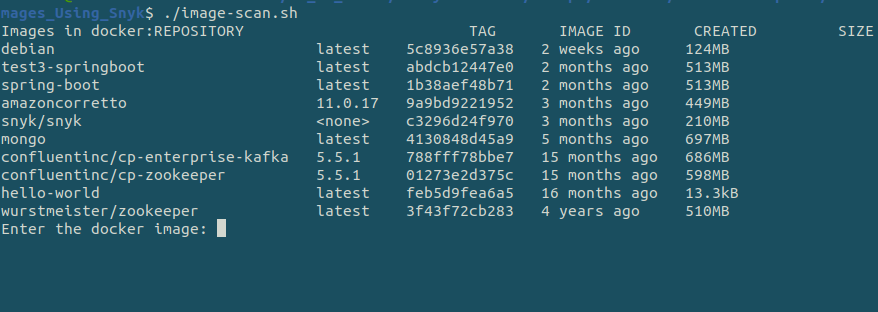 mages_Using_Snyk$ ./image-scan.sh
Images in docker:REPOSITORY TAG IMAGE ID CREATED SIZE
debian latest 5c8936e57a38 2 weeks ago 124MB
test3-springboot latest abdcb12447e0 2 months ago 513MB
spring-boot latest 1b38aef48b71 2 months ago 513MB
amazoncorretto 11.0.17 9a9bd9221952 3 months ago 449MB
snyk/snyk <none> c3296d24f970 3 months ago 210MB
mongo latest 4130848d45a9 5 months ago 697MB
confluentinc/cp-enterprise-kafka 5.5.1 788fff78bbe7 15 months ago 686MB
confluentinc/cp-zookeeper 5.5.1 01273e2d375c 15 months ago 598MB
hello-world latest feb5d9fea6a5 16 months ago 13.3kB
wurstmeister/zookeeper latest 3f43f72cb283 4 years ago 510MB
Enter the docker image: